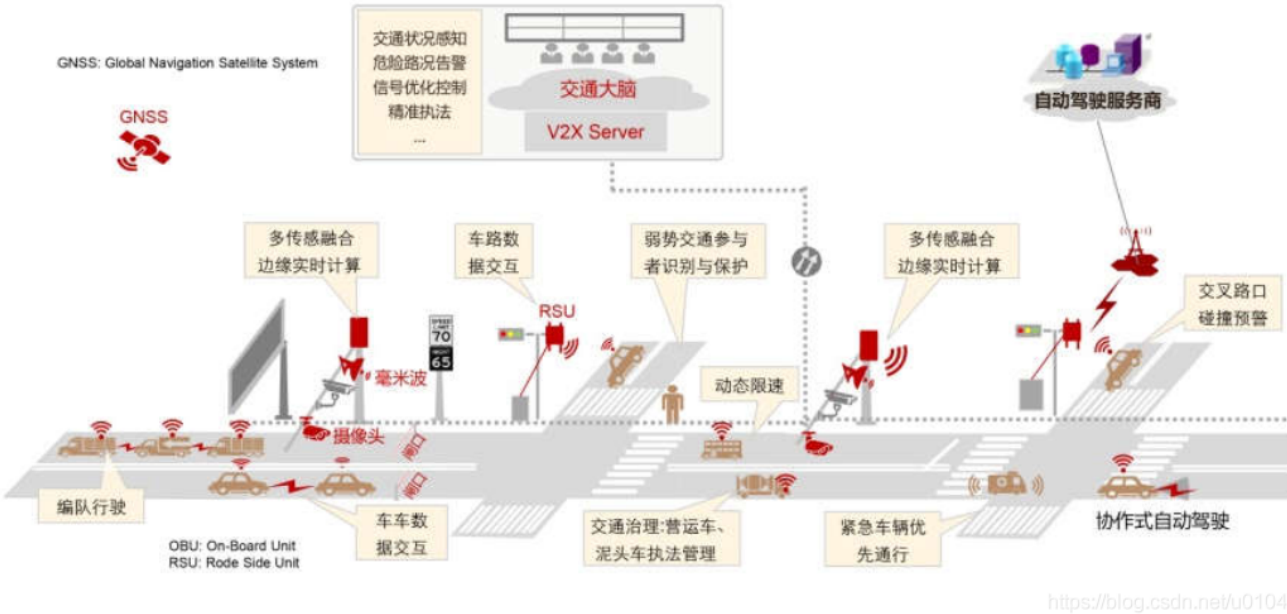 交通状况感知
危险路况告警
信号优化控制
精准执法
...
交通大脑
V2X Server
GNSS: Global Navigation Satellite System
GNSS
自动驾驶服务商
多传感融合
边缘实时计算
车路数
据交互
弱势交通参与
者识别与保护
多传感融合
边缘实时计算
交叉路口
碰撞预警
RSU
SPEED
LIMIT
70
NIGHT
65
毫米波
动态限速
摄像头
闸口
闸口
编队行驶
车车数
据交互
交通治理:营运车、
泥头车执法管理
紧急车辆优
先通行
协作式自动驾驶
OBU: On-Board Unit
RSU: Rode Side Unit
https://blog.csdn.net/u0104